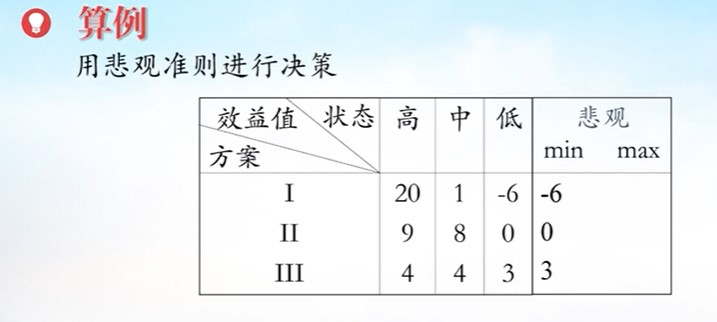 算例
用悲观准则进行决策
效益值 状态 高 中 低 悲观
方案 min max
I 20 1 -6 -6
II 9 8 0 0
III 4 4 3 3